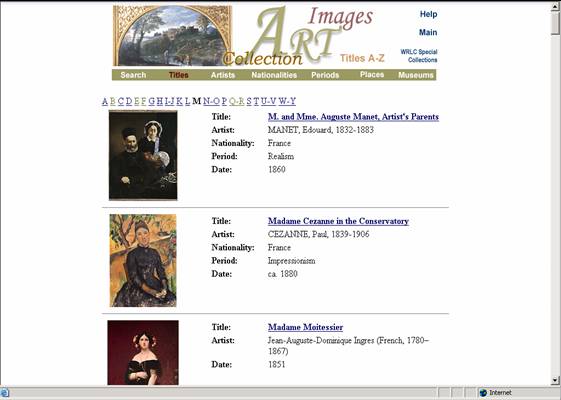 Images
ART
Collection
Titles A-Z
Help
Main
WRLC Special
Collections
Search Titles Artists Nationalities Periods Places Museums
A B C D E F G H I-J K L M N-O P Q-R S T U-V W-Y
Title: M. and Mme. Auguste Manet, Artist's Parents
Artist: MANET, Edouard, 1832-1883
Nationality: France
Period: Realism
Date: 1860
Title: Madame Cezanne in the Conservatory
Artist: CEZANNE, Paul, 1839-1906
Nationality: France
Period: Impressionism
Date: ca. 1880
Title: Madame Moitessier
Artist: Jean-Auguste-Dominique Ingres (French, 1780–
1867)
Date: 1851
Internet